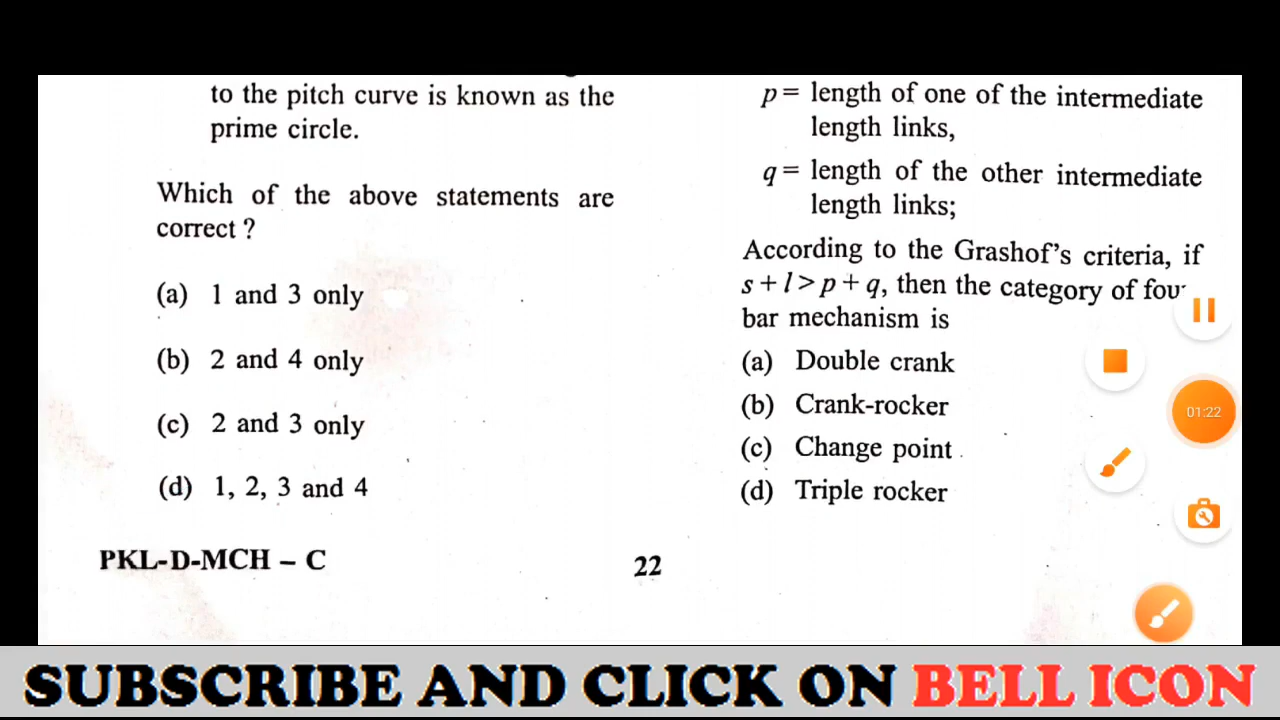 to the pitch curve is known as the
prime circle.
Which of the above statements are
correct ?
(a) 1 and 3 only
(b) 2 and 4 only
(c) 2 and 3 only
(d) 1, 2, 3 and 4
PKL-D-MCH – C
p = length of one of the intermediate
length links,
q = length of the other intermediate
length links;
According to the Grashof's criteria, if
s + l > p + q, then the category of four
bar mechanism is
(a) Double crank
(b) Crank-rocker
(c) Change point
(d) Triple rocker
22
01:22
SUBSCRIBE AND CLICK ON BELL ICON